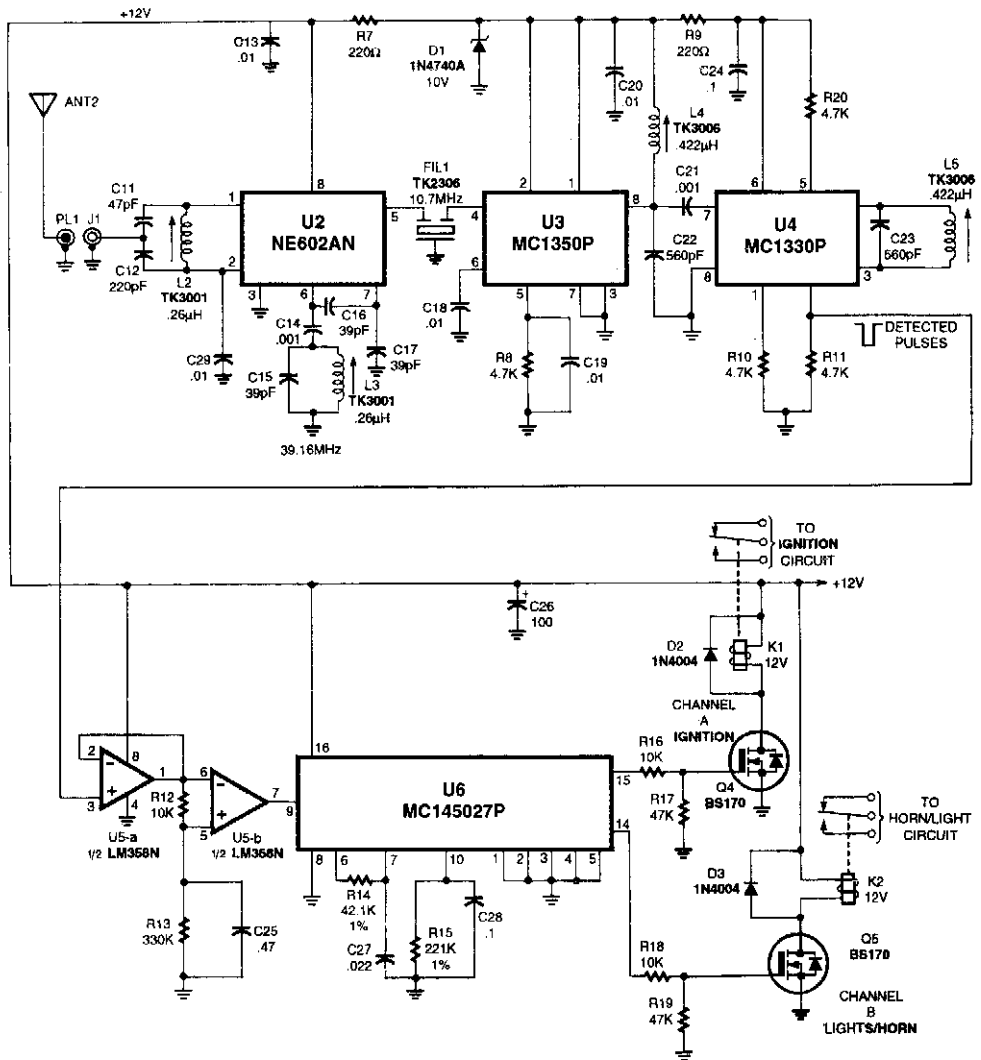 +12V
C13
.01
R7
220Ω
D1
1N4740A
10V
C20
.01
R9
220Ω
C24
.1
R20
4.7K
ANT2
L4
TK3006
.422µH
L5
TK3006
.422µH
FIL1
TK2306
10.7MHz
C21
.001
C11
47pF
PL1
J1
C12
220pF
L2
TK3001
.26µH
1
8
U2
NE602AN
5
2
3
6
7
2
1
4
U3
MC1350P
8
6
5
7
3
C22
560pF
6
5
7
U4
MC1330P
8
1
4
3
C23
560pF
C16
39pF
C14
.001
C17
39pF
C18
.01
C29
.01
C15
39pF
L3
TK3001
.26µH
39.16MHz
R8
4.7K
C19
.01
R10
4.7K
R11
4.7K
DETECTED
PULSES
TO
IGNITION
CIRCUIT
+12V
C26
100
+
D2
1N4004
K1
12V
CHANNEL
A
IGNITION
2
8
1
3
4
R12
10K
6
7
5
U5-a
1/2 LM358N
U5-b
1/2 LM358N
16
U6
MC145027P
9
15
14
8
6
7
10
1
2
3
4
5
R16
10K
R17
47K
Q4
BS170
TO
HORN/LIGHT
CIRCUIT
D3
1N4004
K2
12V
R14
42.1K
1%
C27
.022
R15
221K
1%
C28
.1
R13
330K
C25
.47
R18
10K
R19
47K
Q5
BS170
CHANNEL
B
LIGHTS/HORN